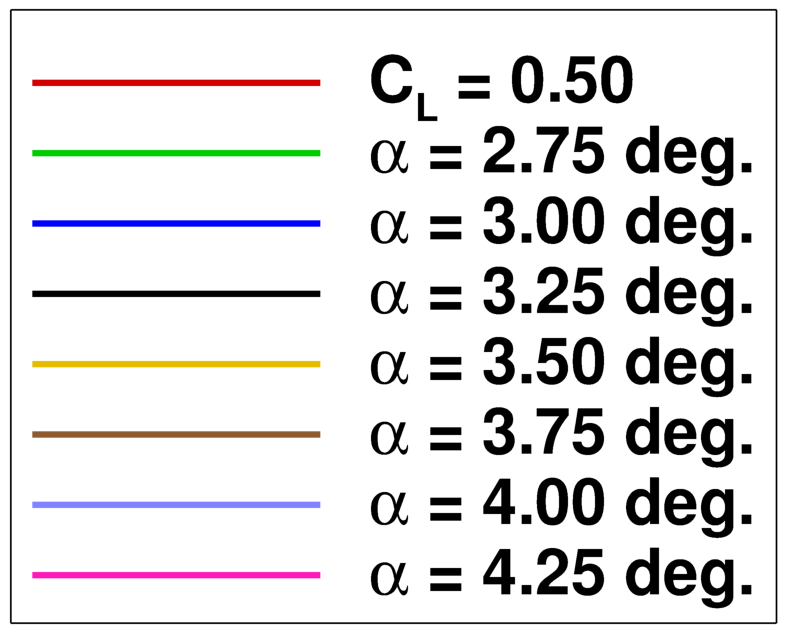 C_L = 0.50
α = 2.75 deg.
α = 3.00 deg.
α = 3.25 deg.
α = 3.50 deg.
α = 3.75 deg.
α = 4.00 deg.
α = 4.25 deg.